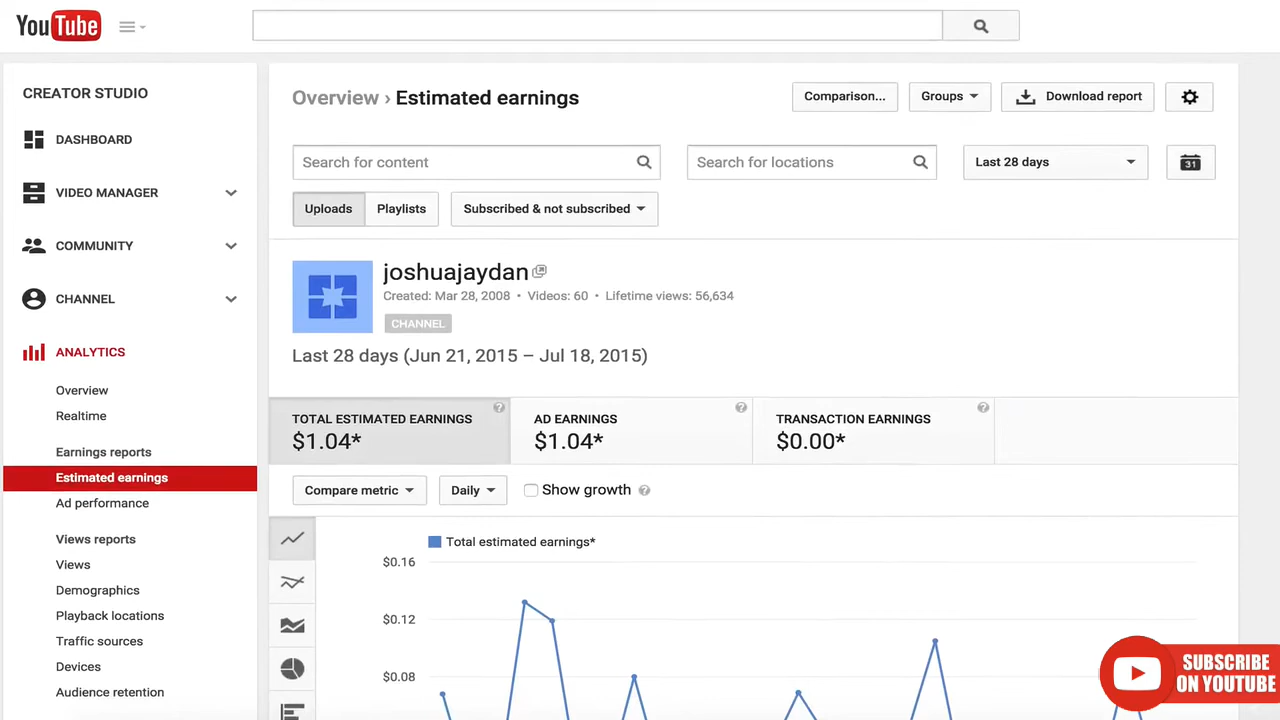 YouTube
CREATOR STUDIO
DASHBOARD
VIDEO MANAGER
COMMUNITY
CHANNEL
ANALYTICS
Overview
Realtime
Earnings reports
Estimated earnings
Ad performance
Views reports
Views
Demographics
Playback locations
Traffic sources
Devices
Audience retention
Overview › Estimated earnings
Comparison...
Groups
Download report
Search for content
Search for locations
Last 28 days
31
Uploads
Playlists
Subscribed & not subscribed
joshuajaydan
Created: Mar 28, 2008 • Videos: 60 • Lifetime views: 56,634
CHANNEL
Last 28 days (Jun 21, 2015 – Jul 18, 2015)
TOTAL ESTIMATED EARNINGS ?
$1.04*
AD EARNINGS ?
$1.04*
TRANSACTION EARNINGS ?
$0.00*
Compare metric
Daily
Show growth ?
Total estimated earnings*
$0.16
$0.12
$0.08
SUBSCRIBE
ON YOUTUBE